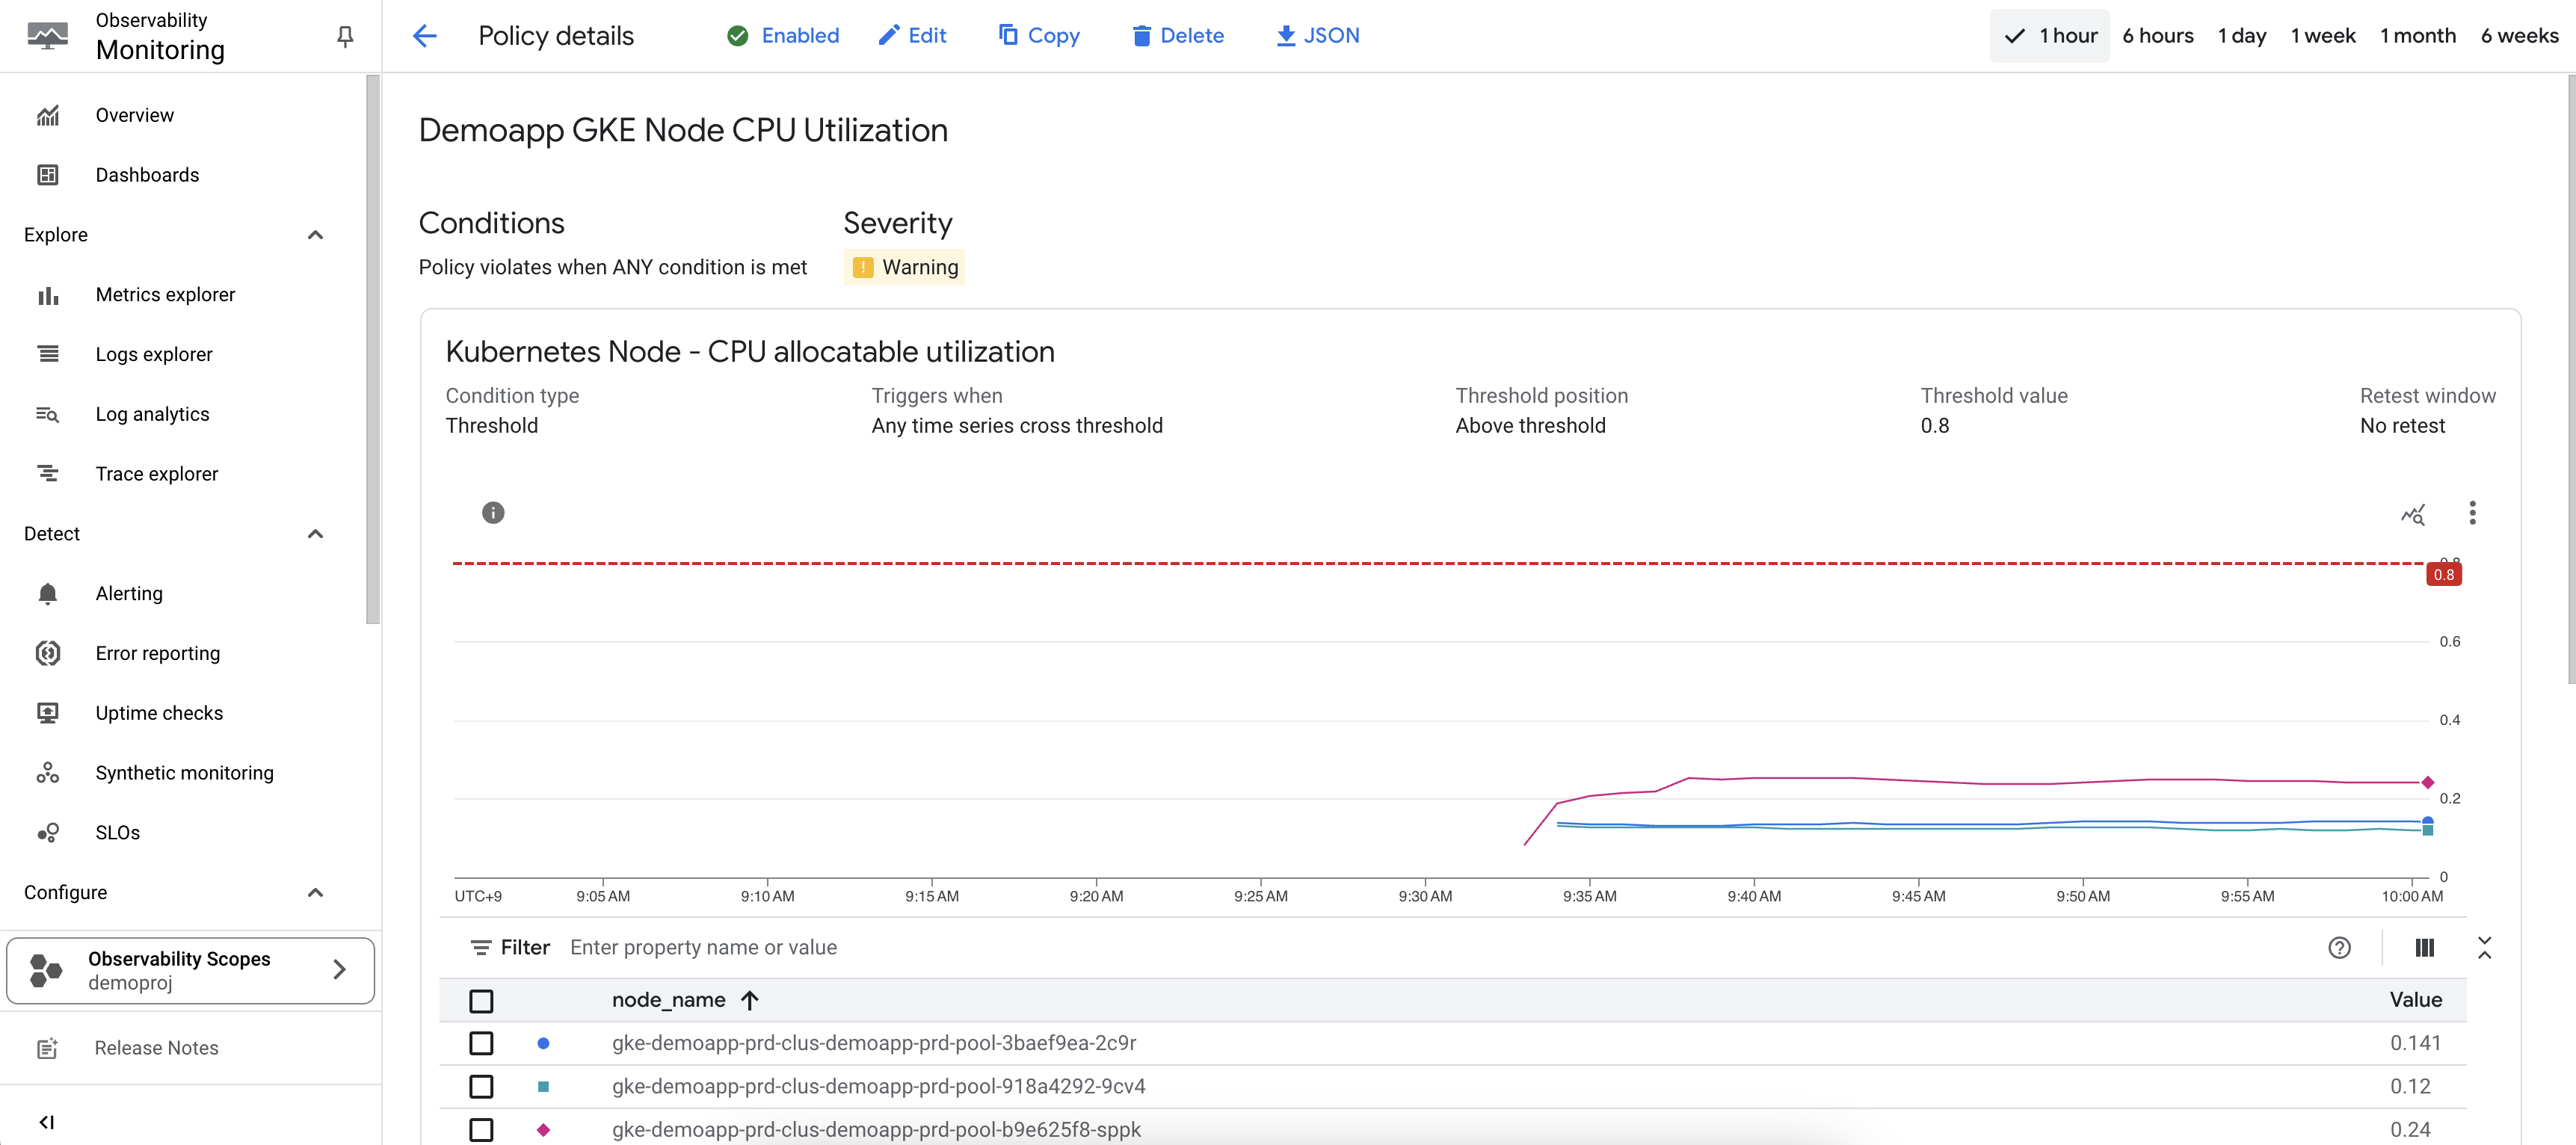 Observability
Monitoring
Policy details
Enabled
Edit
Copy
Delete
JSON
1 hour
6 hours
1 day
1 week
1 month
6 weeks
Overview
Dashboards
Explore
Metrics explorer
Logs explorer
Log analytics
Trace explorer
Detect
Alerting
Error reporting
Uptime checks
Synthetic monitoring
SLOs
Configure
Observability Scopes
demoproj
Release Notes
Demoapp GKE Node CPU Utilization
Conditions
Policy violates when ANY condition is met
Severity
Warning
Kubernetes Node - CPU allocatable utilization
Condition type
Threshold
Triggers when
Any time series cross threshold
Threshold position
Above threshold
Threshold value
0.8
Retest window
No retest
0.8
0.8
0.6
0.4
0.2
0
UTC+9
9:05 AM
9:10 AM
9:15 AM
9:20 AM
9:25 AM
9:30 AM
9:35 AM
9:40 AM
9:45 AM
9:50 AM
9:55 AM
10:00 AM
Filter Enter property name or value
node_name Value
gke-demoapp-prd-clus-demoapp-prd-pool-3baef9ea-2c9r 0.141
gke-demoapp-prd-clus-demoapp-prd-pool-918a4292-9cv4 0.12
gke-demoapp-prd-clus-demoapp-prd-pool-b9e625f8-sppk 0.24